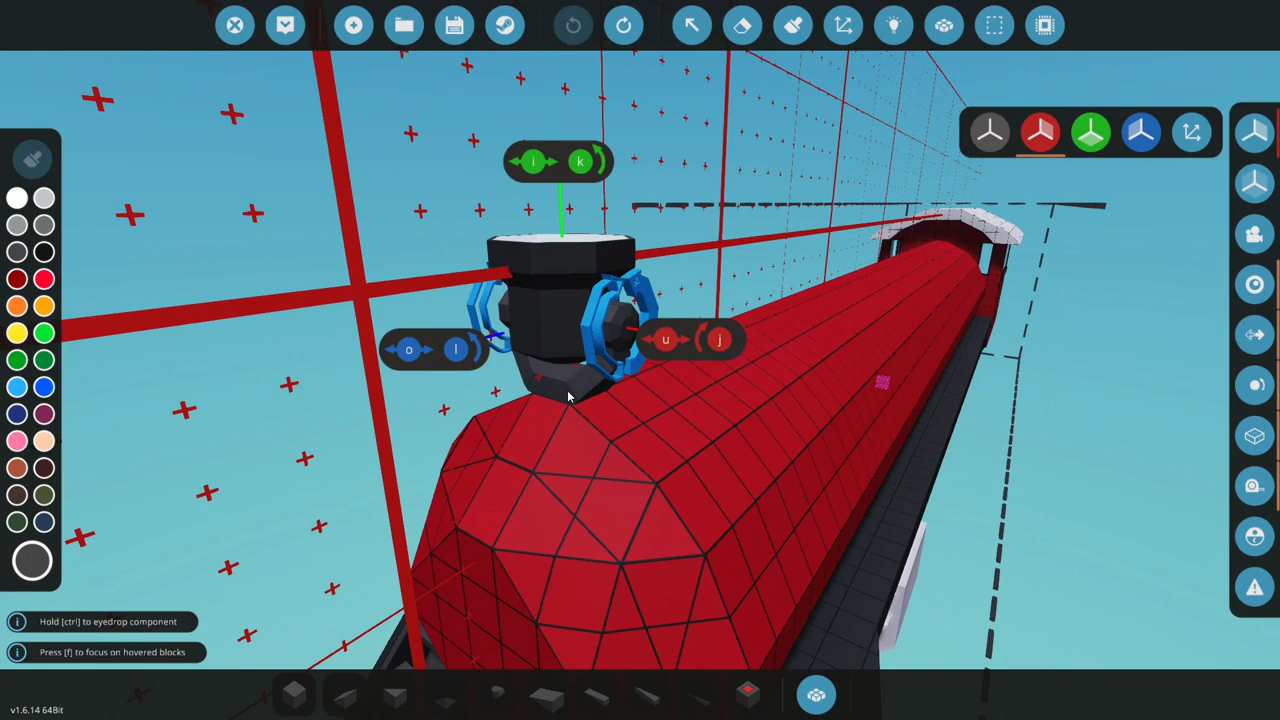 i k
o l
u j
Hold [ctrl] to eyedrop component
Press [f] to focus on hovered blocks
v1.6.14 64Bit